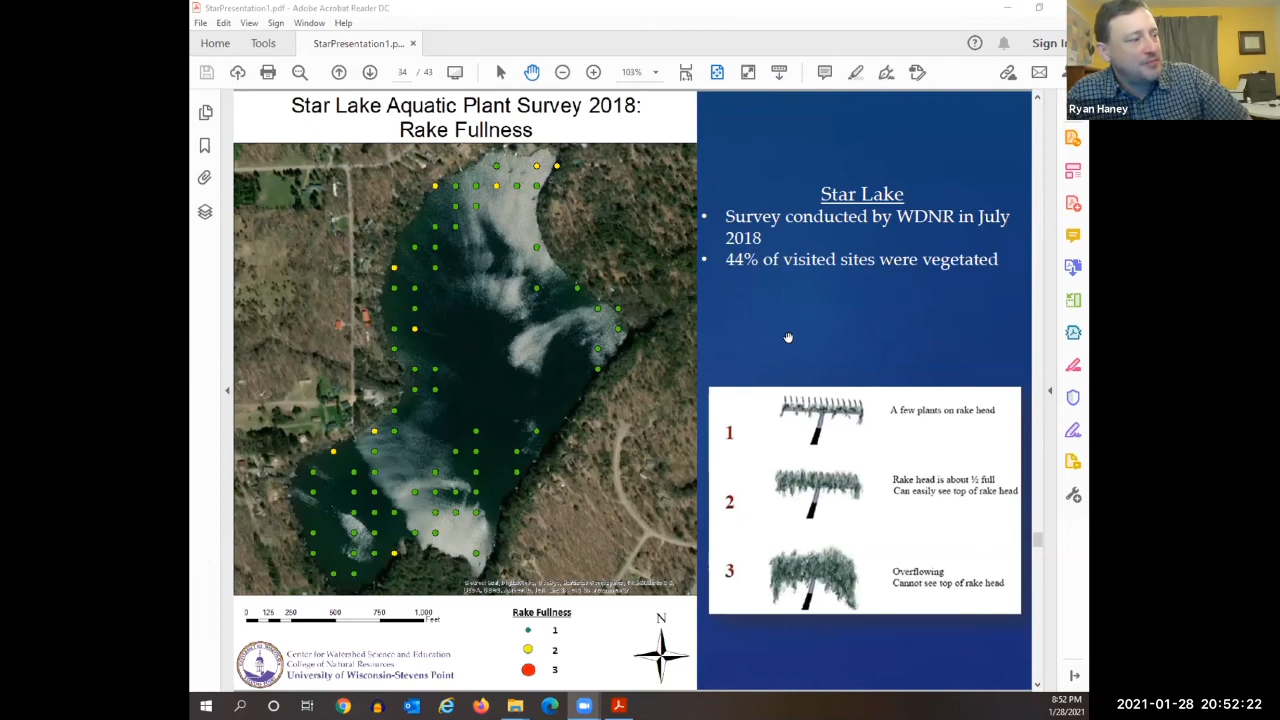 StarPresentation1.pdf - Adobe Acrobat Reader DC
File Edit View Sign Window Help
Home Tools StarPresentation1.p... × Sign In
34 / 43 103%
Ryan Haney
Star Lake Aquatic Plant Survey 2018:
Rake Fullness
Star Lake
• Survey conducted by WDNR in July
2018
• 44% of visited sites were vegetated
1 A few plants on rake head
2 Rake head is about ½ full
Can easily see top of rake head
3 Overflowing
Cannot see top of rake head
0 125 250 500 750 1,000
Feet
Rake Fullness
1
2
3
N
Center for Watershed Science and Education
College of Natural Resources
University of Wisconsin-Stevens Point
8:52 PM
1/28/2021
2021-01-28 20:52:22